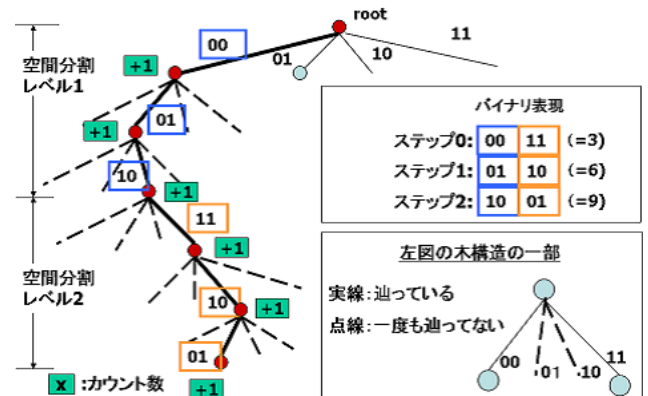 root
00
01
10
11
空間分割
レベル1
+1
01
+1
10
+1
11
+1
空間分割
レベル2
10
+1
01
+1
x :カウント数
バイナリ表現
ステップ0: 00 11 (=3)
ステップ1: 01 10 (=6)
ステップ2: 10 01 (=9)
左図の木構造の一部
実線:辿っている
点線:一度も辿ってない
00 01 10 11